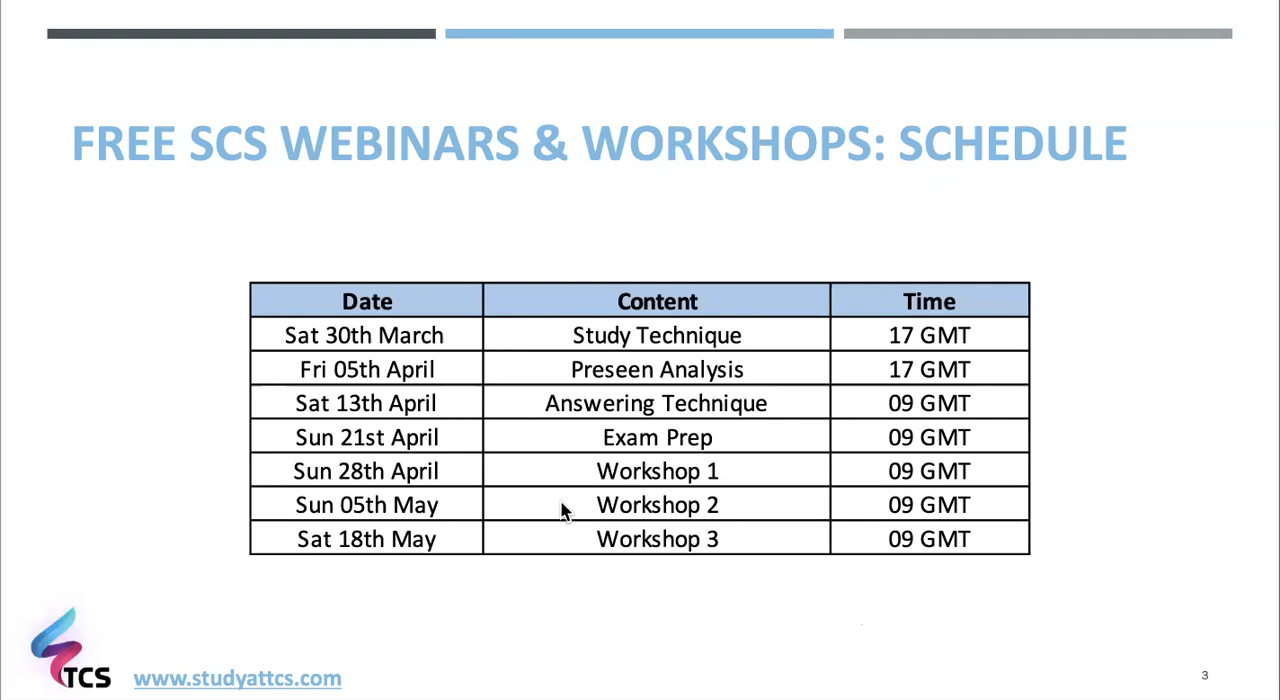 FREE SCS WEBINARS & WORKSHOPS: SCHEDULE
Date Content Time
Sat 30th March Study Technique 17 GMT
Fri 05th April Preseen Analysis 17 GMT
Sat 13th April Answering Technique 09 GMT
Sun 21st April Exam Prep 09 GMT
Sun 28th April Workshop 1 09 GMT
Sun 05th May Workshop 2 09 GMT
Sat 18th May Workshop 3 09 GMT
TCS www.studyattcs.com 3